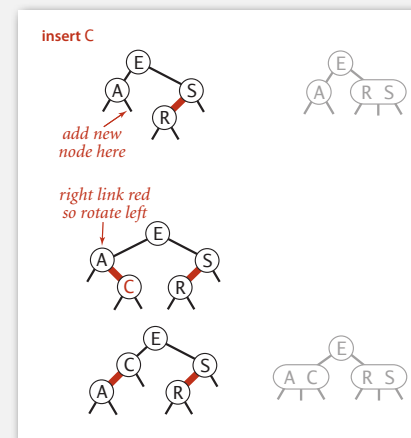 insert C
E
E
A
S
A
R S
R
add new
node here
right link red
so rotate left
E
A
S
C
R
E
E
C
S
A C
R S
A
R